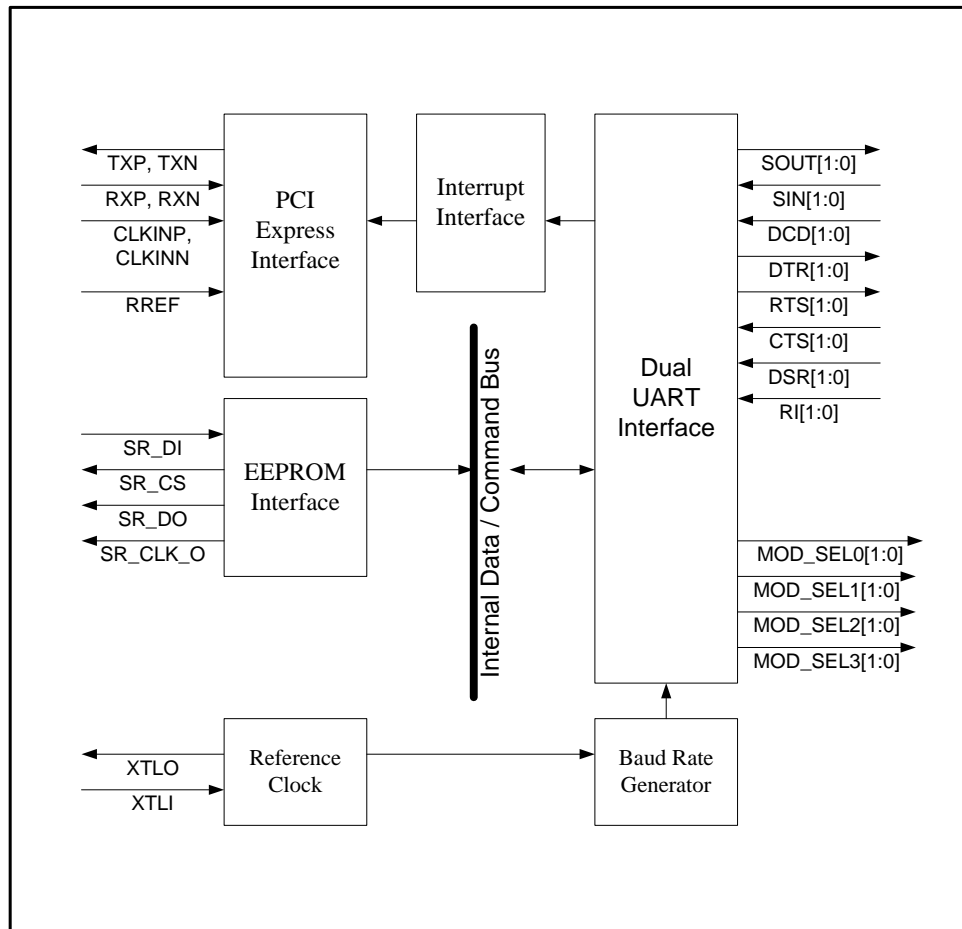 TXP, TXN
RXP, RXN
CLKINP,
CLKINN
RREF
PCI
Express
Interface
Interrupt
Interface
Dual
UART
Interface
SOUT[1:0]
SIN[1:0]
DCD[1:0]
DTR[1:0]
RTS[1:0]
CTS[1:0]
DSR[1:0]
RI[1:0]
SR_DI
SR_CS
SR_DO
SR_CLK_O
EEPROM
Interface
Internal Data / Command Bus
MOD_SEL0[1:0]
MOD_SEL1[1:0]
MOD_SEL2[1:0]
MOD_SEL3[1:0]
XTLO
XTLI
Reference
Clock
Baud Rate
Generator